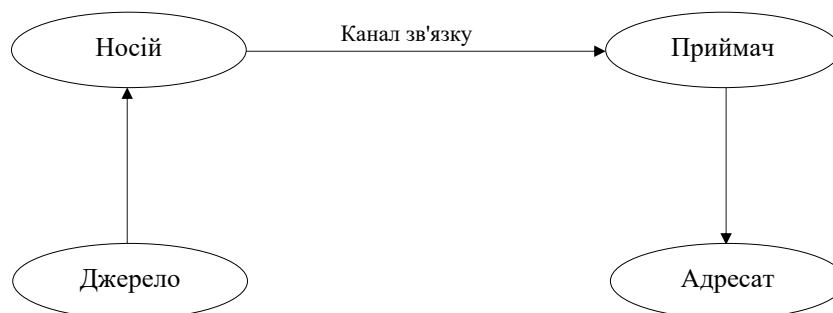 Носій
Канал зв'язку
Приймач
Джерело
Адресат